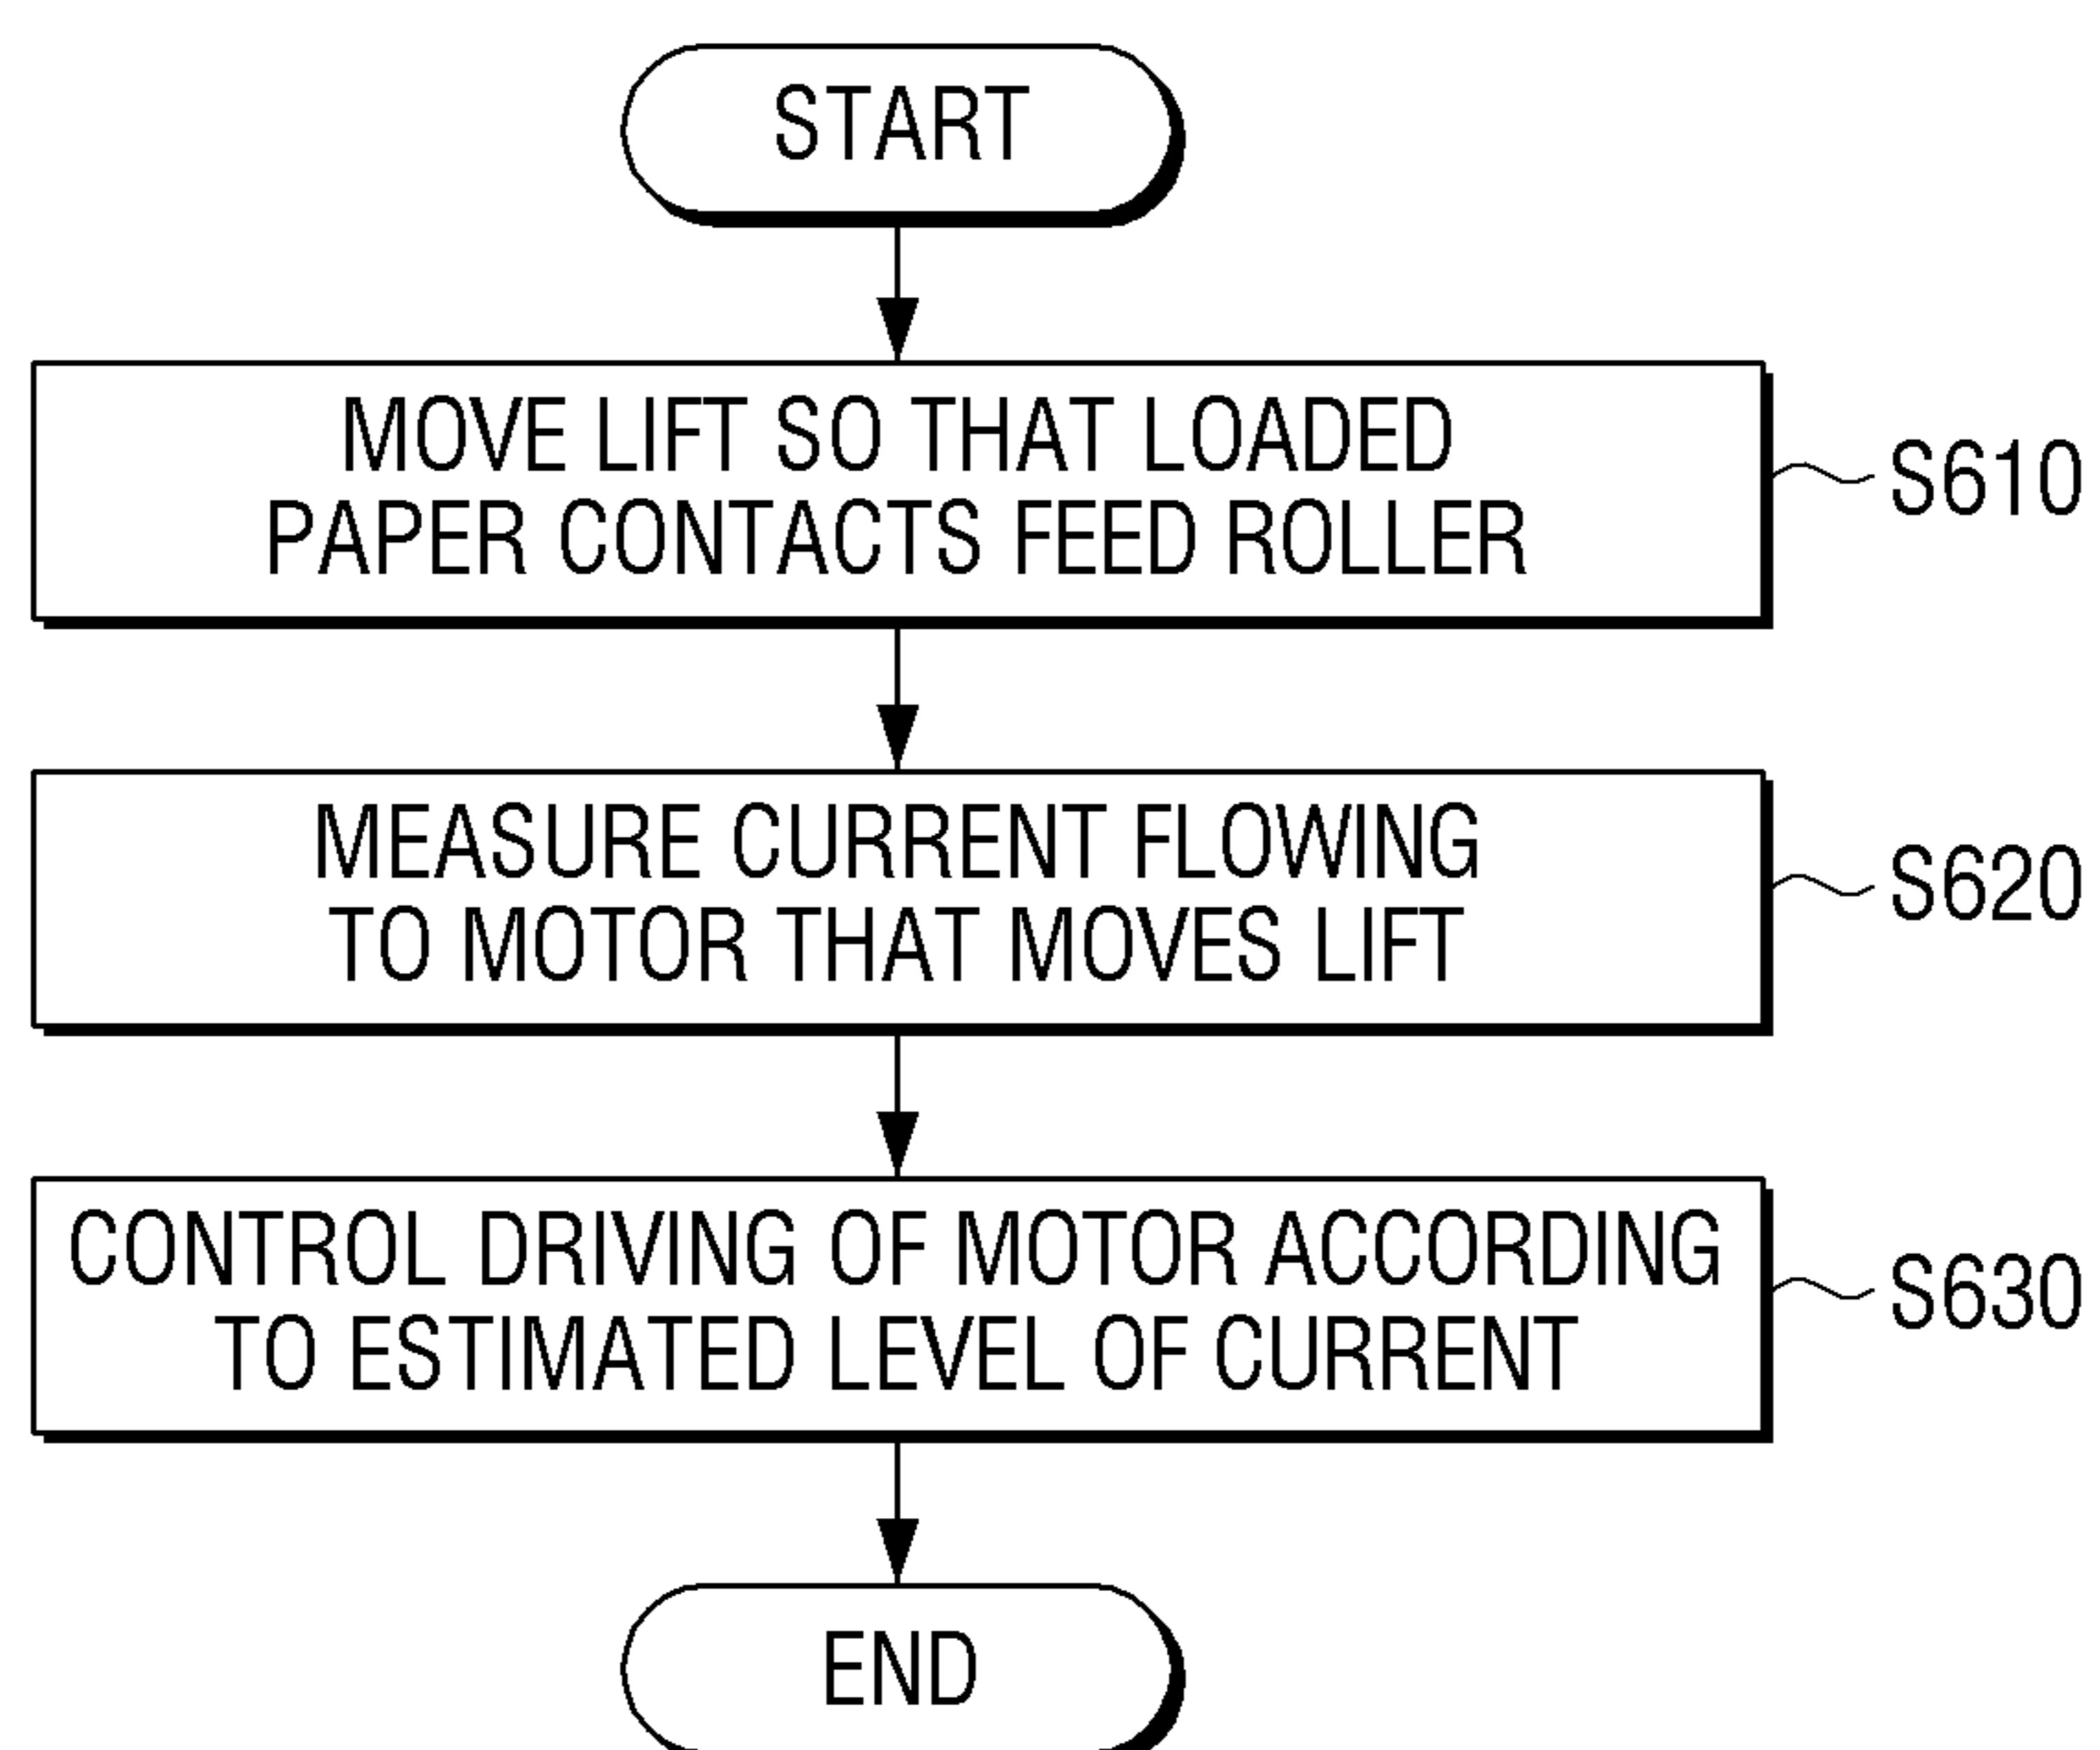 START
MOVE LIFT SO THAT LOADED
PAPER CONTACTS FEED ROLLER
S610
MEASURE CURRENT FLOWING
TO MOTOR THAT MOVES LIFT
S620
CONTROL DRIVING OF MOTOR ACCORDING
TO ESTIMATED LEVEL OF CURRENT
S630
END